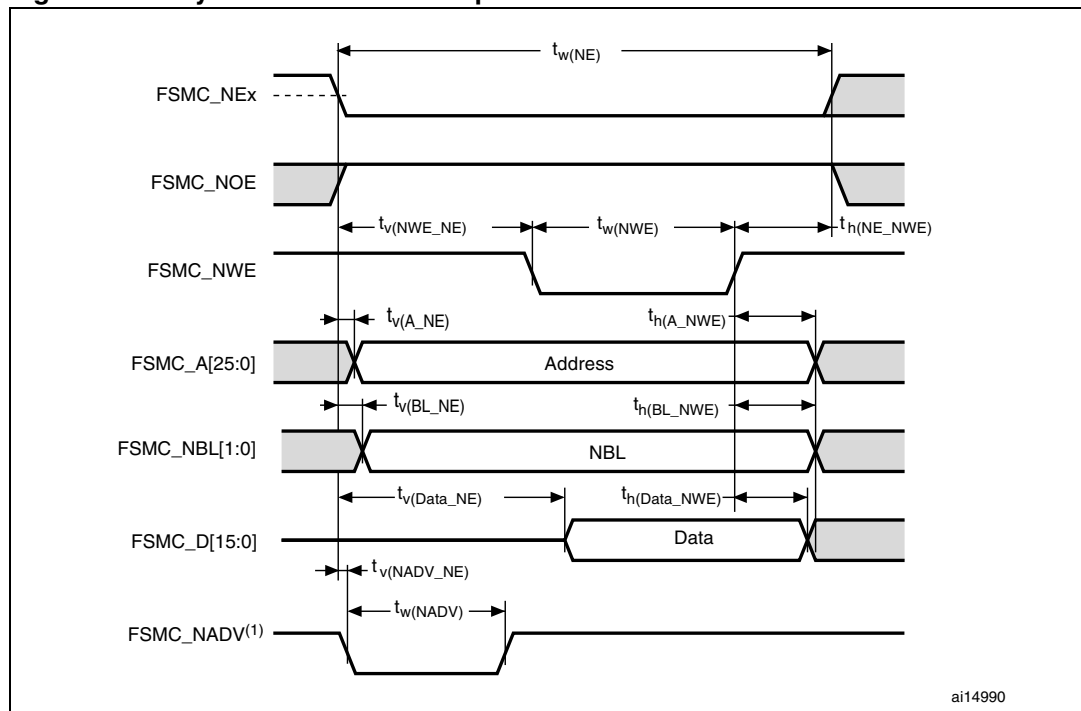 t_w(NE)
FSMC_NEx
FSMC_NOE
t_v(NWE_NE) t_w(NWE) t_h(NE_NWE)
FSMC_NWE
t_v(A_NE) t_h(A_NWE)
FSMC_A[25:0] Address
t_v(BL_NE) t_h(BL_NWE)
FSMC_NBL[1:0] NBL
t_v(Data_NE) t_h(Data_NWE)
FSMC_D[15:0] Data
t_v(NADV_NE)
t_w(NADV)
FSMC_NADV(1)
ai14990